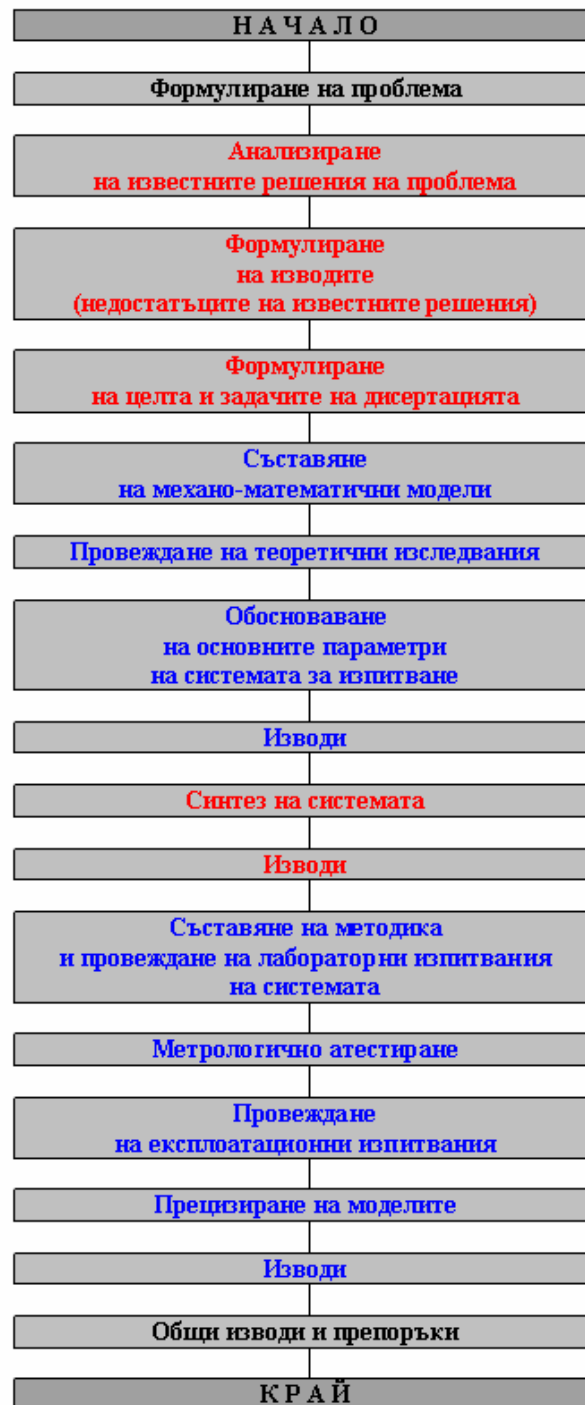 Н А Ч А Л О
Формулиране на проблема
Анализиране
на известните решения на проблема
Формулиране
на изводите
(недостатъците на известните решения)
Формулиране
на целта и задачите на дисертацията
Съставяне
на механо-математични модели
Провеждане на теоретични изследвания
Обосноваване
на основните параметри
на системата за изпитване
Изводи
Синтез на системата
Изводи
Съставяне на методика
и провеждане на лабораторни изпитвания
на системата
Метрологично атестиране
Провеждане
на експлоатационни изпитвания
Прецизиране на моделите
Изводи
Общи изводи и препоръки
К Р А Й